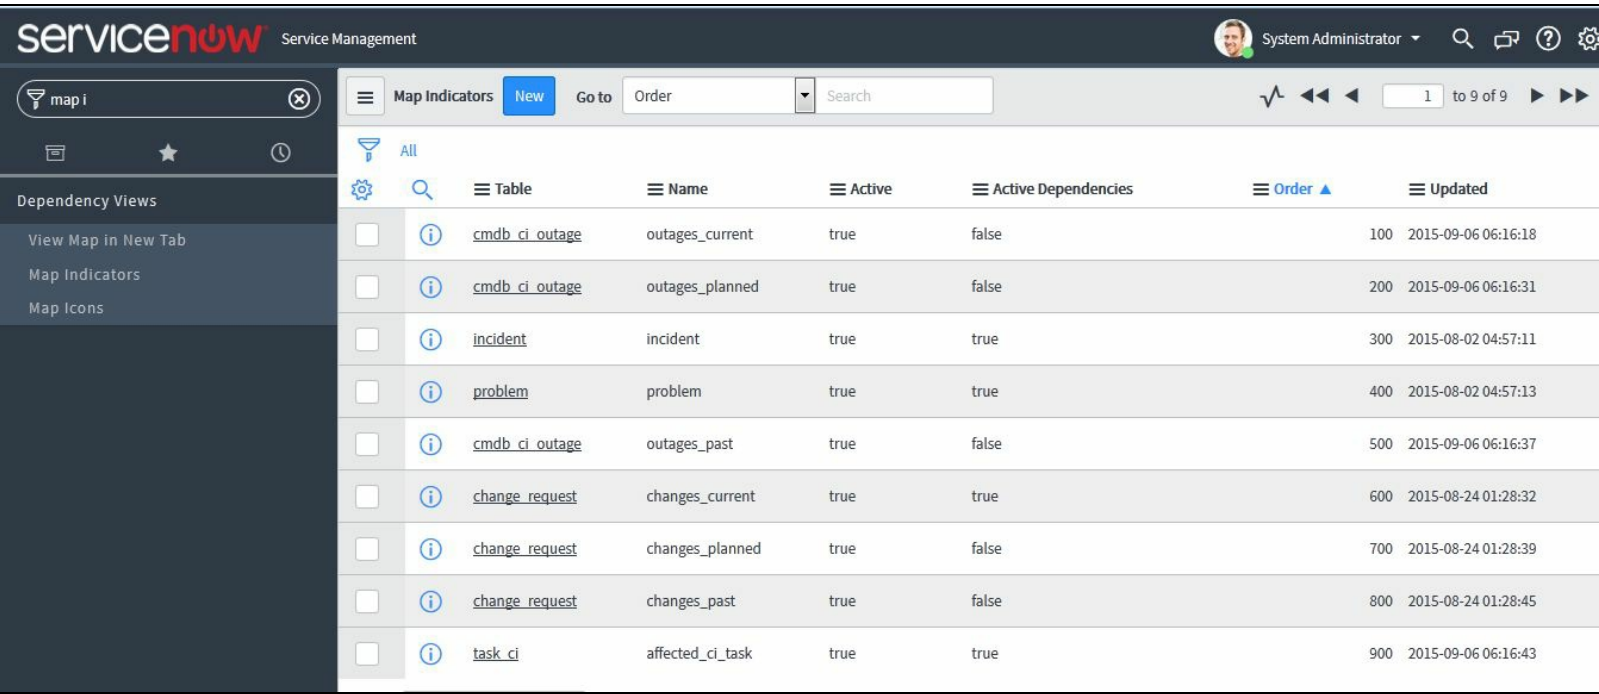 servicenow Service Management System Administrator
map i
Map Indicators New Go to Order Search 1 to 9 of 9
All
Table Name Active Active Dependencies Order Updated
Dependency Views
View Map in New Tab
Map Indicators
Map Icons
cmdb_ci_outage outages_current true false 100 2015-09-06 06:16:18
cmdb_ci_outage outages_planned true false 200 2015-09-06 06:16:31
incident incident true true 300 2015-08-02 04:57:11
problem problem true true 400 2015-08-02 04:57:13
cmdb_ci_outage outages_past true false 500 2015-09-06 06:16:37
change_request changes_current true true 600 2015-08-24 01:28:32
change_request changes_planned true false 700 2015-08-24 01:28:39
change_request changes_past true false 800 2015-08-24 01:28:45
task_ci affected_ci_task true true 900 2015-09-06 06:16:43